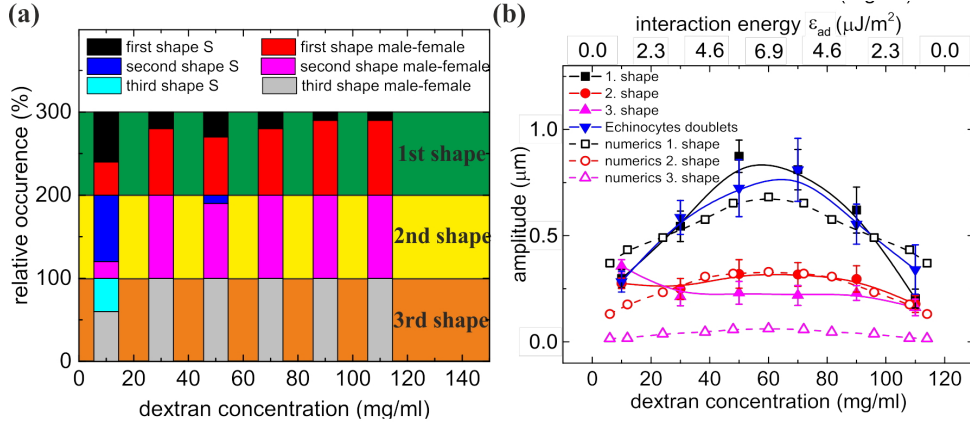 (a)
first shape S
first shape male-female
second shape S
second shape male-female
third shape S
third shape male-female
relative occurence (%)
400
300
200
100
0
1st shape
2nd shape
3rd shape
0 20 40 60 80 100 120 140
dextran concentration (mg/ml)
(b)
interaction energy ε_ad (μJ/m²)
0.0 2.3 4.6 6.9 4.6 2.3 0.0
1. shape
2. shape
3. shape
Echinocytes doublets
numerics 1. shape
numerics 2. shape
numerics 3. shape
amplitude (μm)
1.0
0.5
0.0
0 20 40 60 80 100 120
dextran concentration (mg/ml)